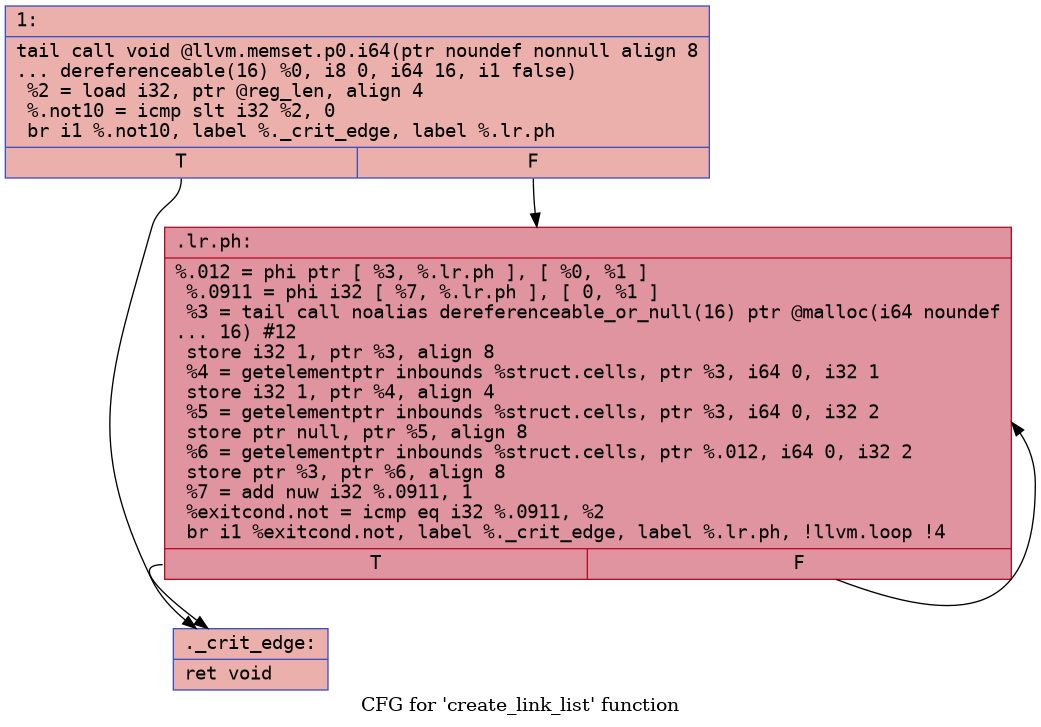 1:
tail call void @llvm.memset.p0.i64(ptr noundef nonnull align 8
... dereferenceable(16) %0, i8 0, i64 16, i1 false)
%2 = load i32, ptr @reg_len, align 4
%.not10 = icmp slt i32 %2, 0
br i1 %.not10, label %._crit_edge, label %.lr.ph
T F
.lr.ph:
%.012 = phi ptr [ %3, %.lr.ph ], [ %0, %1 ]
%.0911 = phi i32 [ %7, %.lr.ph ], [ 0, %1 ]
%3 = tail call noalias dereferenceable_or_null(16) ptr @malloc(i64 noundef
... 16) #12
store i32 1, ptr %3, align 8
%4 = getelementptr inbounds %struct.cells, ptr %3, i64 0, i32 1
store i32 1, ptr %4, align 4
%5 = getelementptr inbounds %struct.cells, ptr %3, i64 0, i32 2
store ptr null, ptr %5, align 8
%6 = getelementptr inbounds %struct.cells, ptr %.012, i64 0, i32 2
store ptr %3, ptr %6, align 8
%7 = add nuw i32 %.0911, 1
%exitcond.not = icmp eq i32 %.0911, %2
br i1 %exitcond.not, label %._crit_edge, label %.lr.ph, !llvm.loop !4
T F
._crit_edge:
ret void
CFG for 'create_link_list' function